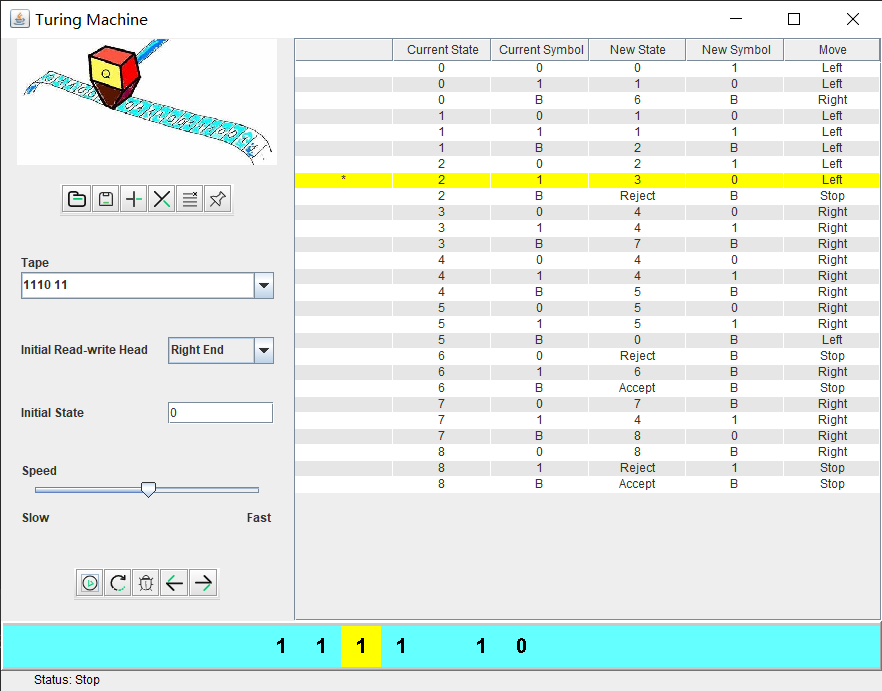 Turing Machine
Current State Current Symbol New State New Symbol Move
0 0 0 1 Left
0 1 1 0 Left
0 B 6 B Right
1 0 1 0 Left
1 1 1 1 Left
1 B 2 B Left
2 0 2 1 Left
* 2 1 3 0 Left
2 B Reject B Stop
3 0 4 0 Right
3 1 4 1 Right
3 B 7 B Right
4 0 4 0 Right
4 1 4 1 Right
4 B 5 B Right
5 0 5 0 Right
5 1 5 1 Right
5 B 0 B Left
6 0 Reject B Stop
6 1 6 B Right
6 B Accept B Stop
7 0 7 B Right
7 1 4 1 Right
7 B 8 0 Right
8 0 8 B Right
8 1 Reject 1 Stop
8 B Accept B Stop
Q
Tape
1110 11
Initial Read-write Head Right End
Initial State 0
Speed
Slow Fast
1 1 1 1 1 0
Status: Stop